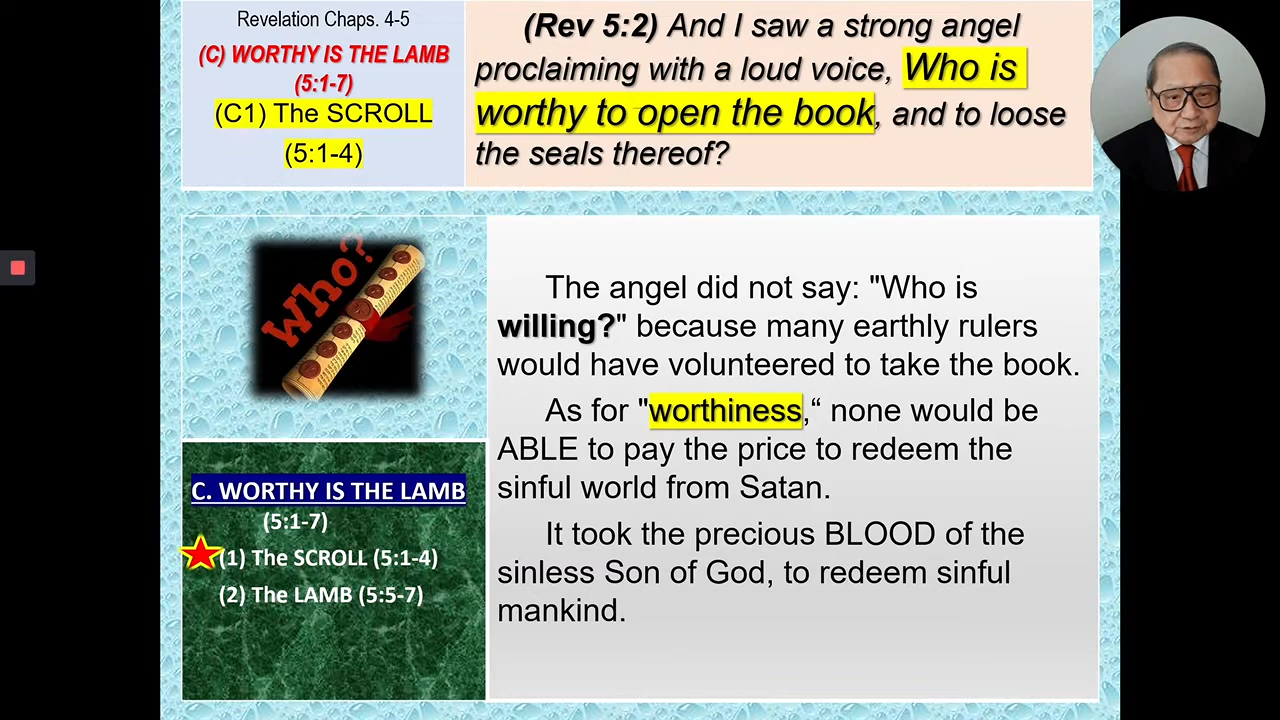 Revelation Chaps. 4-5
(C) WORTHY IS THE LAMB
(5:1-7)
(C1) The SCROLL
(5:1-4)
(Rev 5:2) And I saw a strong angel
proclaiming with a loud voice, Who is
worthy to open the book, and to loose
the seals thereof?
Who?
The angel did not say: "Who is
willing?" because many earthly rulers
would have volunteered to take the book.
As for "worthiness,“ none would be
ABLE to pay the price to redeem the
sinful world from Satan.
It took the precious BLOOD of the
sinless Son of God, to redeem sinful
mankind.
C. WORTHY IS THE LAMB
(5:1-7)
(1) The SCROLL (5:1-4)
(2) The LAMB (5:5-7)